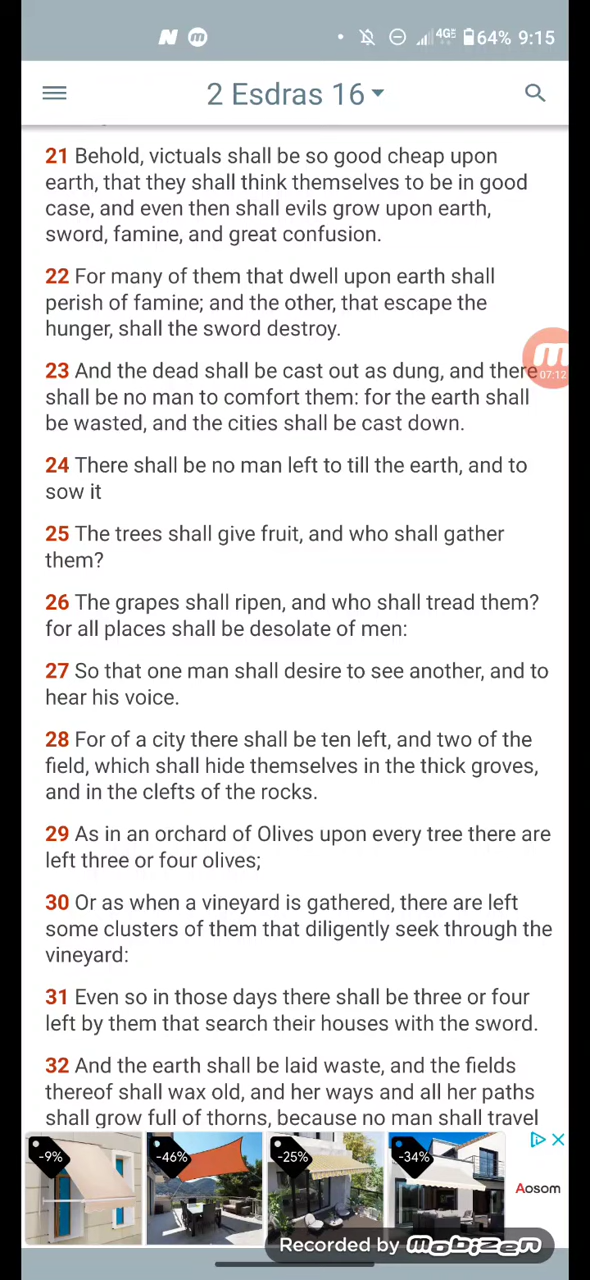 N m 4GE 64% 9:15
2 Esdras 16
21 Behold, victuals shall be so good cheap upon
earth, that they shall think themselves to be in good
case, and even then shall evils grow upon earth,
sword, famine, and great confusion.
22 For many of them that dwell upon earth shall
perish of famine; and the other, that escape the
hunger, shall the sword destroy.
23 And the dead shall be cast out as dung, and there
shall be no man to comfort them: for the earth shall
be wasted, and the cities shall be cast down.
m
07:12
24 There shall be no man left to till the earth, and to
sow it
25 The trees shall give fruit, and who shall gather
them?
26 The grapes shall ripen, and who shall tread them?
for all places shall be desolate of men:
27 So that one man shall desire to see another, and to
hear his voice.
28 For of a city there shall be ten left, and two of the
field, which shall hide themselves in the thick groves,
and in the clefts of the rocks.
29 As in an orchard of Olives upon every tree there are
left three or four olives;
30 Or as when a vineyard is gathered, there are left
some clusters of them that diligently seek through the
vineyard:
31 Even so in those days there shall be three or four
left by them that search their houses with the sword.
32 And the earth shall be laid waste, and the fields
thereof shall wax old, and her ways and all her paths
shall grow full of thorns, because no man shall travel
-9% -46% -25% -34%
Aosom
Recorded by mobizen